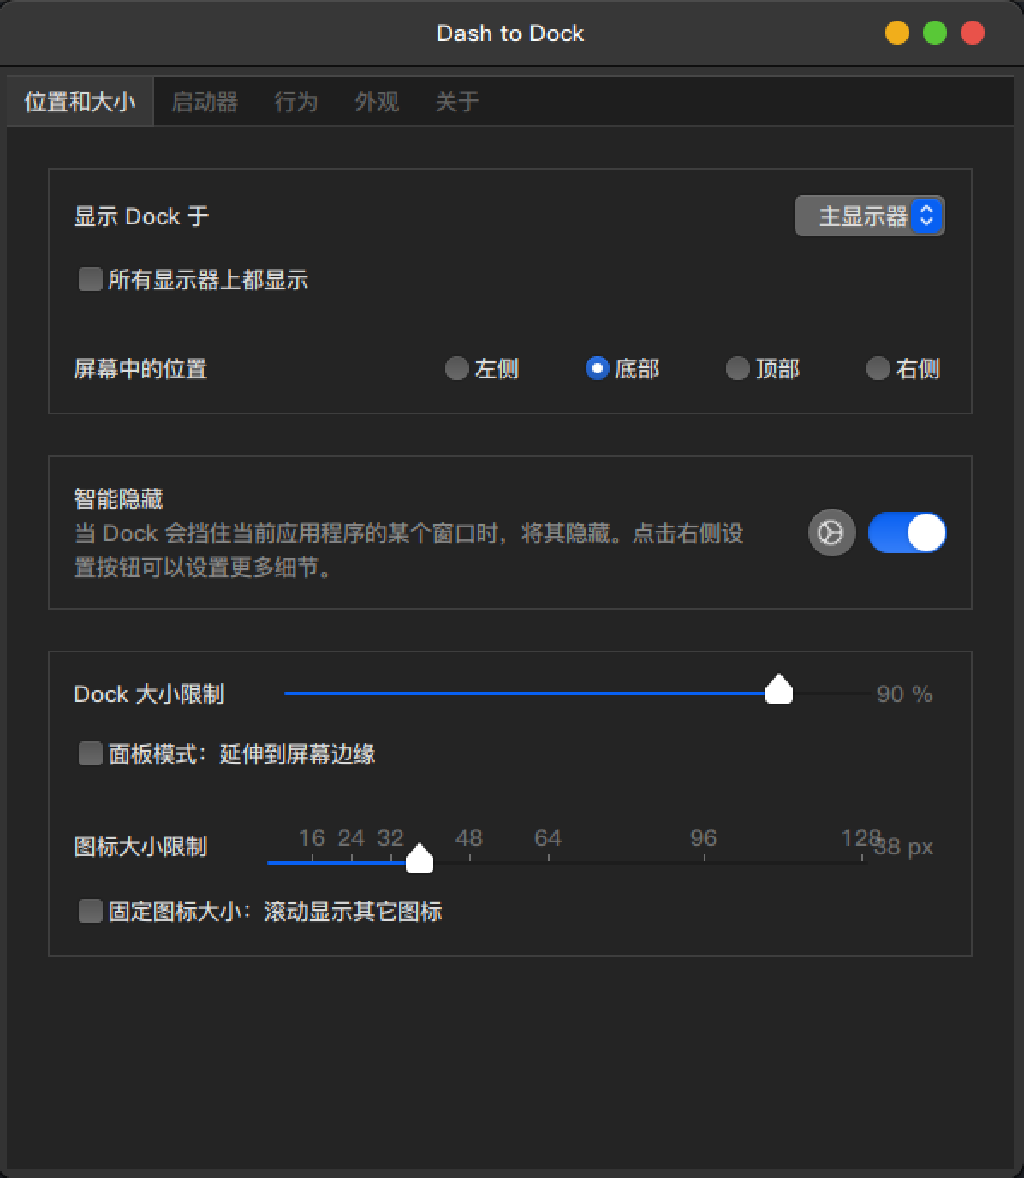 Dash to Dock
位置和大小 启动器 行为 外观 关于
显示 Dock 于 主显示器
所有显示器上都显示
屏幕中的位置 左侧 底部 顶部 右侧
智能隐藏
当 Dock 会挡住当前应用程序的某个窗口时，将其隐藏。点击右侧设
置按钮可以设置更多细节。
Dock 大小限制 90 %
面板模式：延伸到屏幕边缘
16 24 32 48 64 96 128
图标大小限制 38 px
固定图标大小：滚动显示其它图标